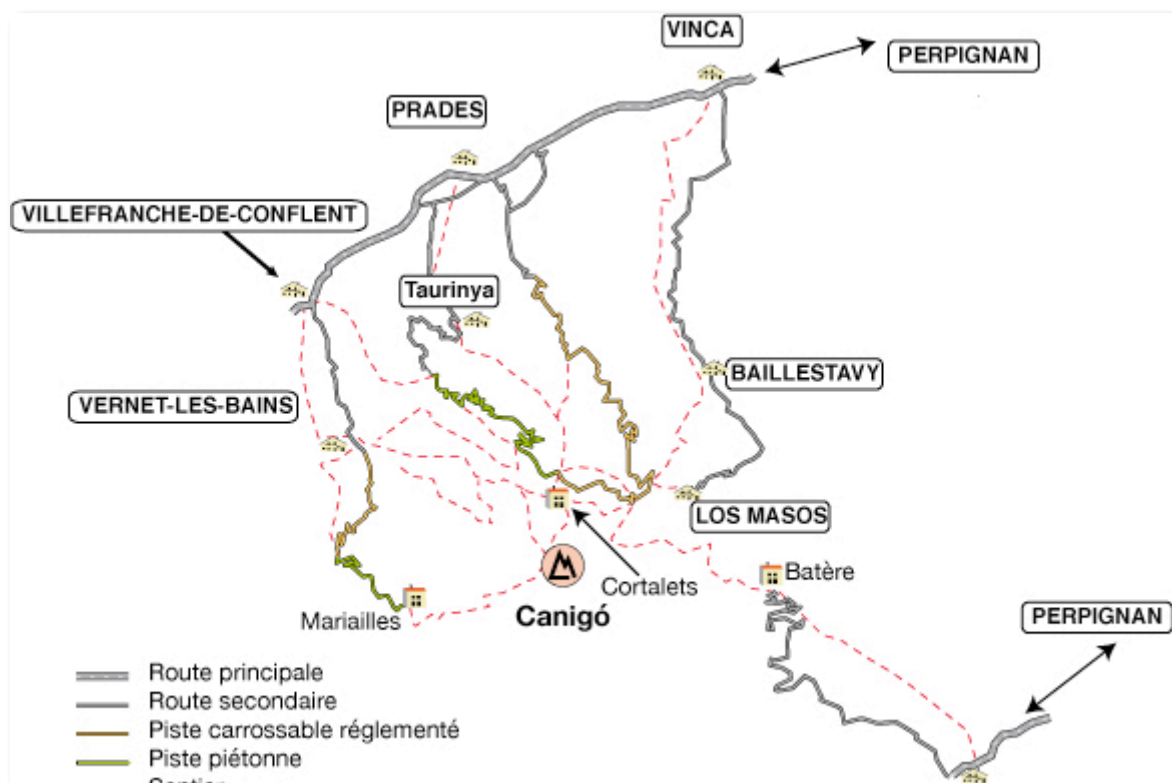 VINCA
PERPIGNAN
PRADES
VILLEFRANCHE-DE-CONFLENT
Taurinya
BAILLESTAVY
VERNET-LES-BAINS
LOS MASOS
Batère
Cortalets
Mariailles
Canigó
PERPIGNAN
Route principale
Route secondaire
Piste carrossable réglementé
Piste piétonne